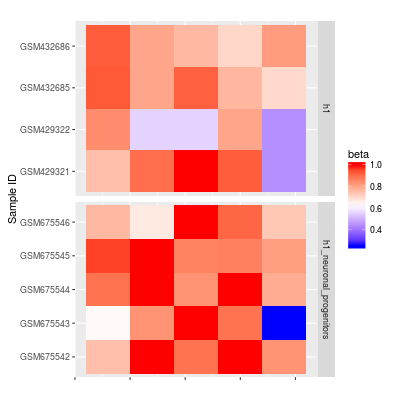 Sample ID
GSM432686
GSM432685
GSM429322
GSM429321
h1
GSM675546
GSM675545
GSM675544
GSM675543
GSM675542
h1_neuronal_progenitors
beta
1.0
0.8
0.6
0.4